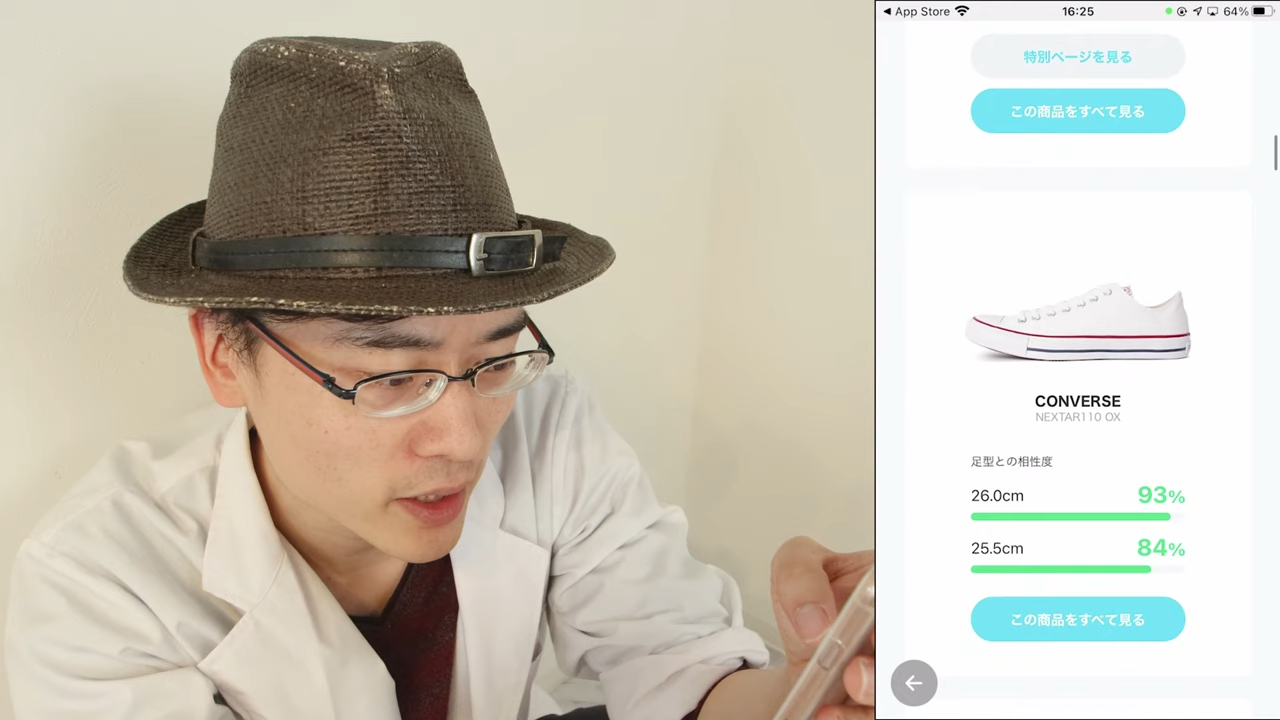 ◀ App Store 16:25 64%
特別ページを見る
この商品をすべて見る
CONVERSE
NEXTAR110 OX
足型との相性度
26.0cm 93%
25.5cm 84%
この商品をすべて見る